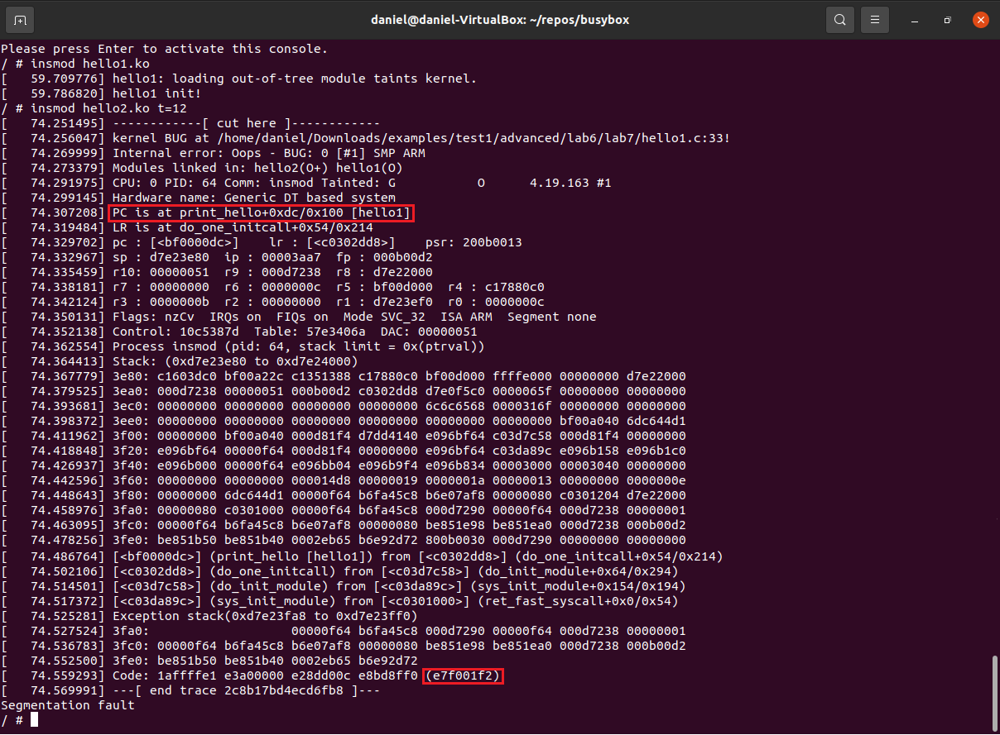 daniel@daniel-VirtualBox: ~/repos/busybox
Please press Enter to activate this console.
/ # insmod hello1.ko
[   59.709776] hello1: loading out-of-tree module taints kernel.
[   59.786820] hello1 init!
/ # insmod hello2.ko t=12
[   74.251495] ------------[ cut here ]------------
[   74.256047] kernel BUG at /home/daniel/Downloads/examples/test1/advanced/lab6/lab7/hello1.c:33!
[   74.269999] Internal error: Oops - BUG: 0 [#1] SMP ARM
[   74.273379] Modules linked in: hello2(O+) hello1(O)
[   74.291975] CPU: 0 PID: 64 Comm: insmod Tainted: G           O      4.19.163 #1
[   74.299145] Hardware name: Generic DT based system
[   74.307208] PC is at print_hello+0xdc/0x100 [hello1]
[   74.319484] LR is at do_one_initcall+0x54/0x214
[   74.329702] pc : [<bf0000dc>]    lr : [<c0302dd8>]    psr: 200b0013
[   74.332967] sp : d7e23e80  ip : 00003aa7  fp : 000b00d2
[   74.335459] r10: 00000051  r9 : 000d7238  r8 : d7e22000
[   74.338181] r7 : 00000000  r6 : 0000000c  r5 : bf00d000  r4 : c17880c0
[   74.342124] r3 : 0000000b  r2 : 00000000  r1 : d7e23ef0  r0 : 0000000c
[   74.350131] Flags: nzCv  IRQs on  FIQs on  Mode SVC_32  ISA ARM  Segment none
[   74.352138] Control: 10c5387d  Table: 57e3406a  DAC: 00000051
[   74.362554] Process insmod (pid: 64, stack limit = 0x(ptrval))
[   74.364413] Stack: (0xd7e23e80 to 0xd7e24000)
[   74.367779] 3e80: c1603dc0 bf00a22c c1351388 c17880c0 bf00d000 ffffe000 00000000 d7e22000
[   74.379525] 3ea0: 000d7238 00000051 000b00d2 c0302dd8 d7e0f5c0 0000065f 00000000 00000000
[   74.393681] 3ec0: 00000000 00000000 00000000 00000000 6c6c6568 0000316f 00000000 00000000
[   74.398372] 3ee0: 00000000 00000000 00000000 00000000 00000000 00000000 bf00a040 6dc644d1
[   74.411962] 3f00: 00000000 bf00a040 000d81f4 d7dd4140 e096bf64 c03d7c58 000d81f4 00000000
[   74.418848] 3f20: e096bf64 00000f64 000d81f4 00000000 e096bf64 c03da89c e096b158 e096b1c0
[   74.426937] 3f40: e096b000 00000f64 e096bb04 e096b9f4 e096b834 00003000 00003040 00000000
[   74.442596] 3f60: 00000000 00000000 000014d8 00000019 0000001a 00000013 00000000 0000000e
[   74.448643] 3f80: 00000000 6dc644d1 00000f64 b6fa45c8 b6e07af8 00000080 c0301204 d7e22000
[   74.458976] 3fa0: 00000080 c0301000 00000f64 b6fa45c8 000d7290 00000f64 000d7238 00000001
[   74.463095] 3fc0: 00000f64 b6fa45c8 b6e07af8 00000080 be851e98 be851ea0 000d7238 000b00d2
[   74.478256] 3fe0: be851b50 be851b40 0002eb65 b6e92d72 800b0030 000d7290 00000000 00000000
[   74.486764] [<bf0000dc>] (print_hello [hello1]) from [<c0302dd8>] (do_one_initcall+0x54/0x214)
[   74.502106] [<c0302dd8>] (do_one_initcall) from [<c03d7c58>] (do_init_module+0x64/0x294)
[   74.514501] [<c03d7c58>] (do_init_module) from [<c03da89c>] (sys_init_module+0x154/0x194)
[   74.517372] [<c03da89c>] (sys_init_module) from [<c0301000>] (ret_fast_syscall+0x0/0x54)
[   74.525281] Exception stack(0xd7e23fa8 to 0xd7e23ff0)
[   74.527524] 3fa0:                   00000f64 b6fa45c8 000d7290 00000f64 000d7238 00000001
[   74.536783] 3fc0: 00000f64 b6fa45c8 b6e07af8 00000080 be851e98 be851ea0 000d7238 000b00d2
[   74.552500] 3fe0: be851b50 be851b40 0002eb65 b6e92d72
[   74.559293] Code: 1affffe1 e3a00000 e28dd00c e8bd8ff0 (e7f001f2)
[   74.569991] ---[ end trace 2c8b17bd4ecd6fb8 ]---
Segmentation fault
/ #